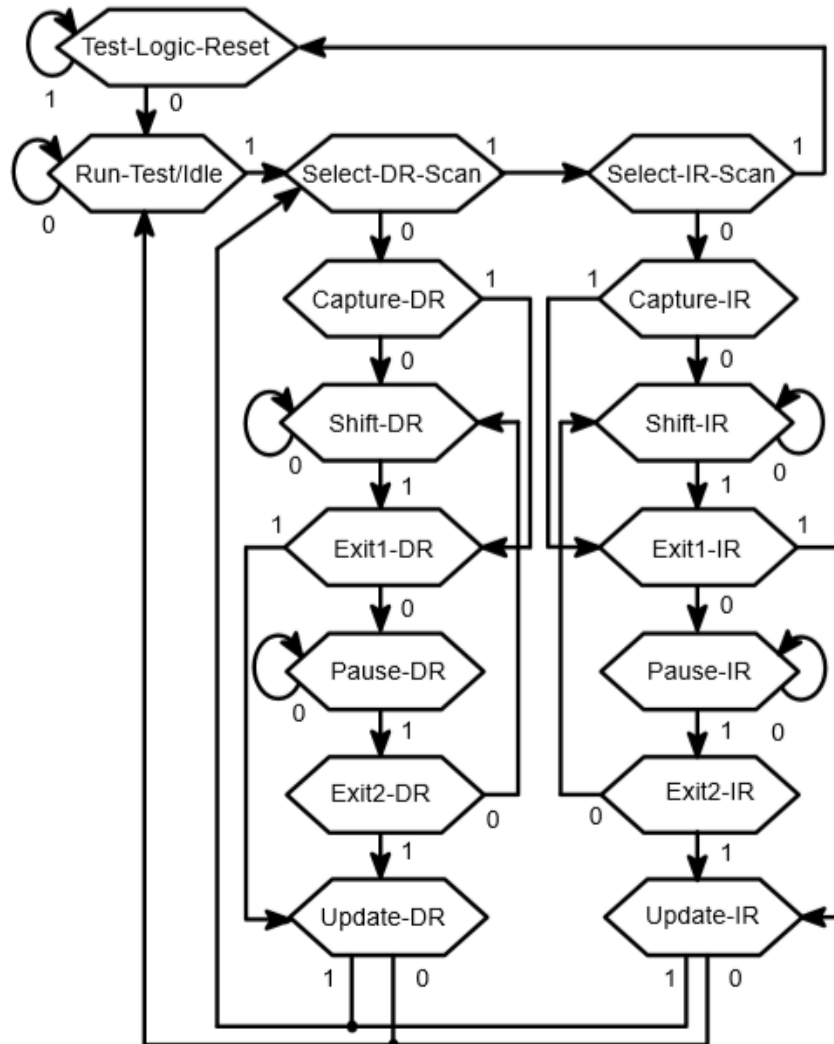 Test-Logic-Reset
1
0
Run-Test/Idle
1
Select-DR-Scan
1
Select-IR-Scan
1
0
0
0
Capture-DR
1
1
Capture-IR
0
0
Shift-DR
Shift-IR
0
0
1
1
1
Exit1-DR
Exit1-IR
1
0
0
Pause-DR
Pause-IR
0
1
1
0
Exit2-DR
0
0
Exit2-IR
1
1
Update-DR
Update-IR
1
0
1
0